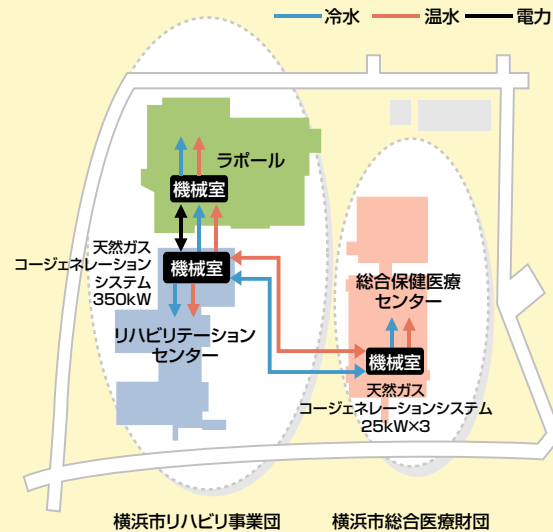 冷水 温水 電力
ラポール
機械室
天然ガス
コージェネレーション
システム
350kW
機械室
リハビリテーション
センター
総合保健医療
センター
機械室
天然ガス
コージェネレーションシステム
25kW×3
横浜市リハビリ事業団 横浜市総合医療財団